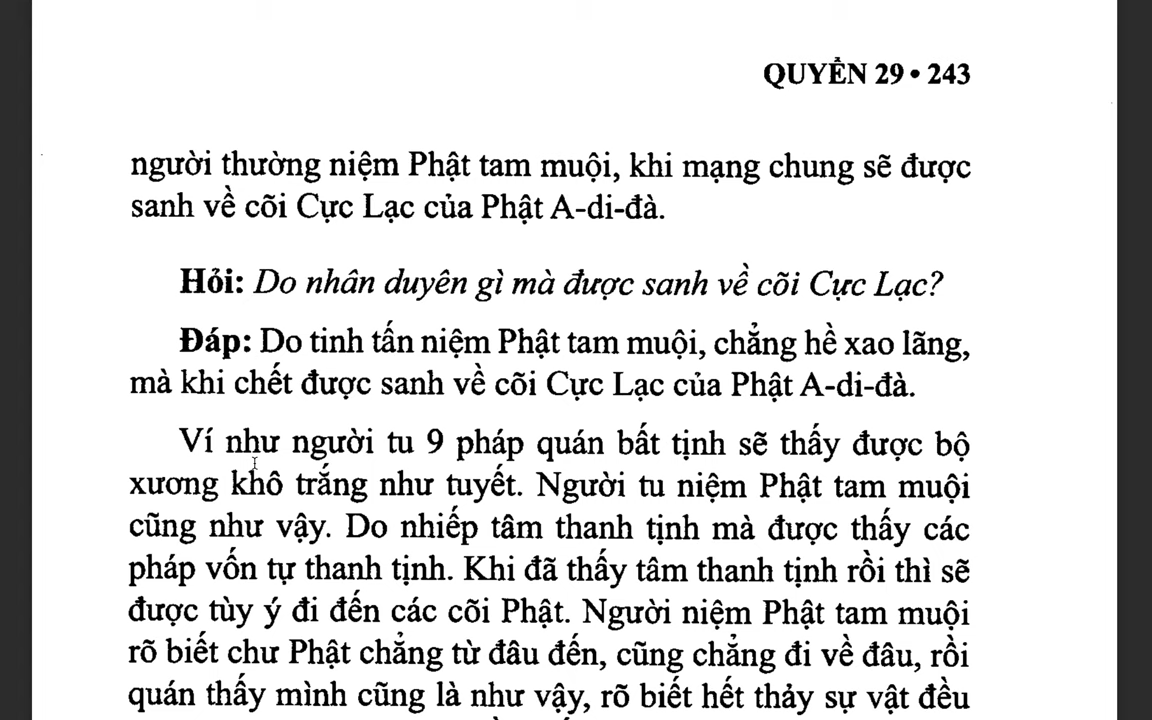 QUYỂN 29 • 243
người thường niệm Phật tam muội, khi mạng chung sẽ được
sanh về cõi Cực Lạc của Phật A-di-đà.
Hỏi: Do nhân duyên gì mà được sanh về cõi Cực Lạc?
Đáp: Do tinh tấn niệm Phật tam muội, chẳng hề xao lãng,
mà khi chết được sanh về cõi Cực Lạc của Phật A-di-đà.
Ví như người tu 9 pháp quán bất tịnh sẽ thấy được bộ
xương khô trắng như tuyết. Người tu niệm Phật tam muội
cũng như vậy. Do nhiếp tâm thanh tịnh mà được thấy các
pháp vốn tự thanh tịnh. Khi đã thấy tâm thanh tịnh rồi thì sẽ
được tùy ý đi đến các cõi Phật. Người niệm Phật tam muội
rõ biết chư Phật chẳng từ đâu đến, cũng chẳng đi về đâu, rồi
quán thấy mình cũng là như vậy, rõ biết hết thảy sự vật đều